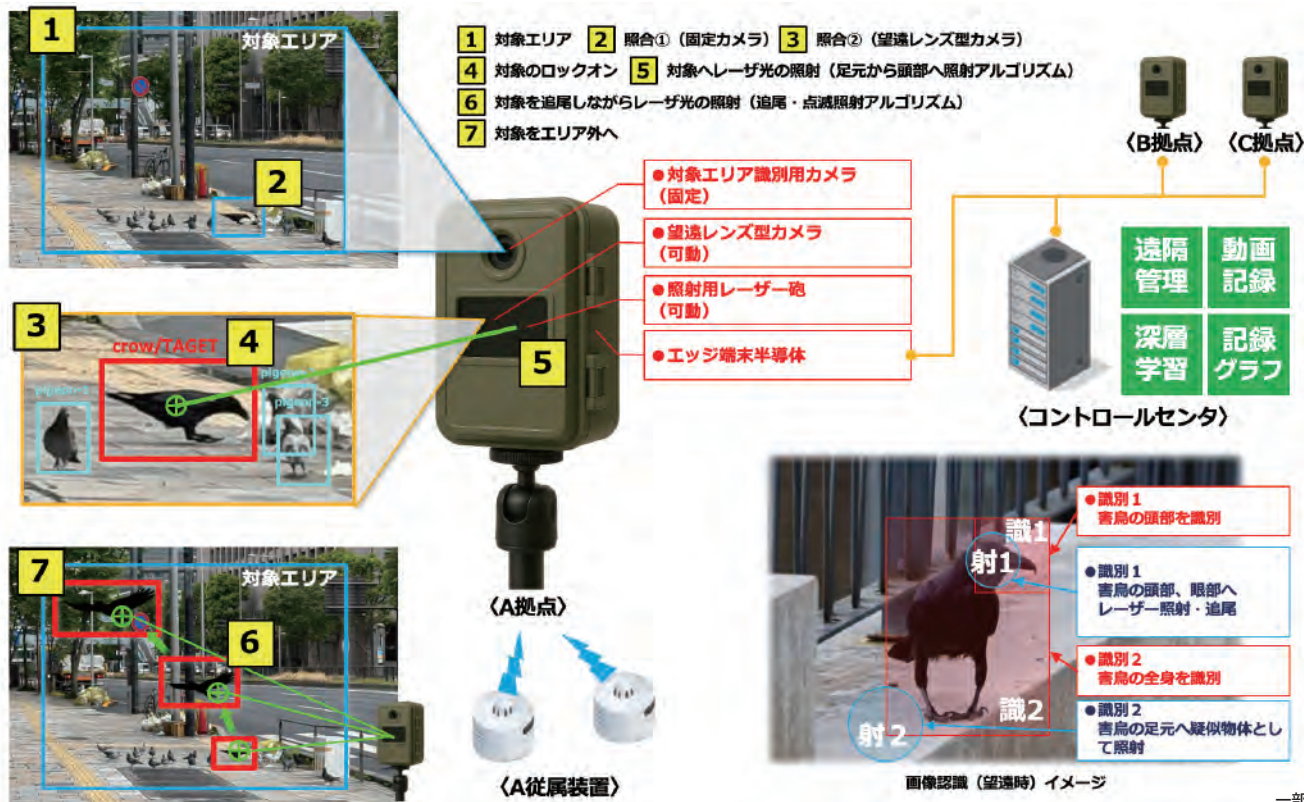 1
対象エリア
2
1 対象エリア 2 照合①（固定カメラ） 3 照合②（望遠レンズ型カメラ）
4 対象のロックオン 5 対象へレーザ光の照射（足元から頭部へ照射アルゴリズム）
6 対象を追尾しながらレーザ光の照射（追尾・点滅照射アルゴリズム）
7 対象をエリア外へ
●対象エリア識別用カメラ
（固定）
●望遠レンズ型カメラ
（可動）
●照射用レーザー砲
（可動）
●エッジ端末半導体
5
〈A拠点〉
〈A従属装置〉
〈B拠点〉
〈C拠点〉
遠隔
管理
動画
記録
深層
学習
記録
グラフ
〈コントロールセンタ〉
3
crow/TAGET
4
pigeon-3
7
対象エリア
6
識1
射1
識2
射2
●識別１
害鳥の頭部を識別
●識別１
害鳥の頭部、眼部へ
レーザー照射・追尾
●識別２
害鳥の全身を識別
●識別２
害鳥の足元へ疑似物体とし
て照射
画像認識（望遠時）イメージ
一部